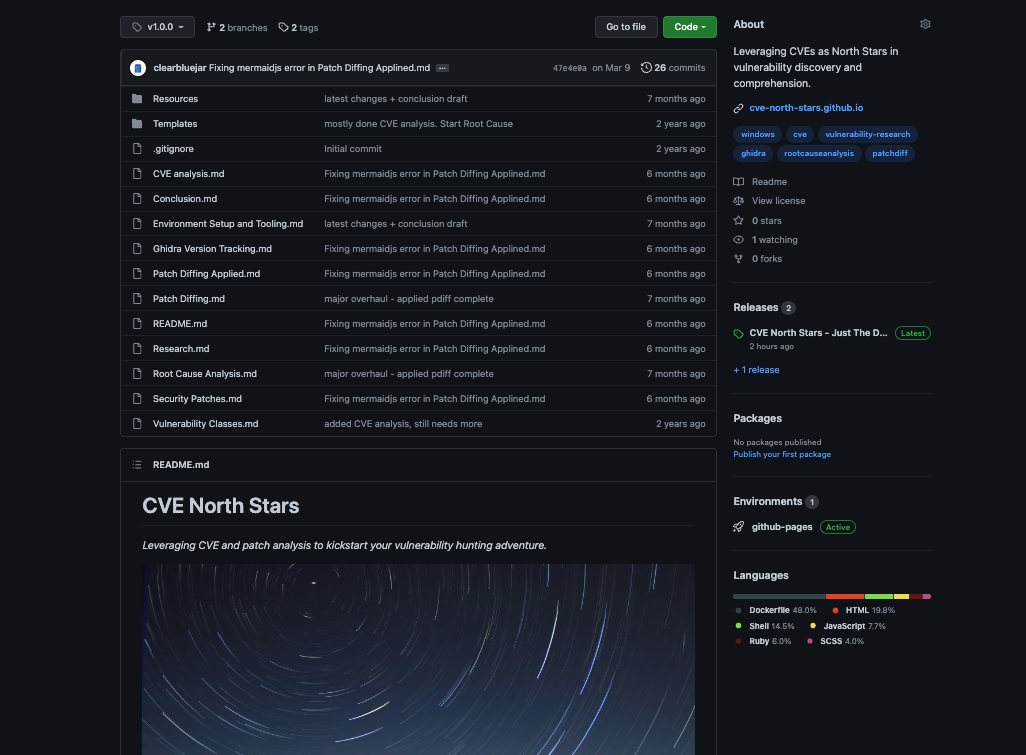 v1.0.0
2 branches
2 tags
Go to file
Code
clearbluejar Fixing mermaidjs error in Patch Diffing Applined.md
47e4e0a on Mar 9
26 commits
Resources latest changes + conclusion draft 7 months ago
Templates mostly done CVE analysis. Start Root Cause 2 years ago
.gitignore Initial commit 2 years ago
CVE analysis.md Fixing mermaidjs error in Patch Diffing Applined.md 6 months ago
Conclusion.md Fixing mermaidjs error in Patch Diffing Applined.md 6 months ago
Environment Setup and Tooling.md latest changes + conclusion draft 7 months ago
Ghidra Version Tracking.md Fixing mermaidjs error in Patch Diffing Applined.md 6 months ago
Patch Diffing Applied.md Fixing mermaidjs error in Patch Diffing Applined.md 6 months ago
Patch Diffing.md major overhaul - applied pdiff complete 7 months ago
README.md Fixing mermaidjs error in Patch Diffing Applined.md 6 months ago
Research.md Fixing mermaidjs error in Patch Diffing Applined.md 6 months ago
Root Cause Analysis.md major overhaul - applied pdiff complete 7 months ago
Security Patches.md Fixing mermaidjs error in Patch Diffing Applined.md 6 months ago
Vulnerability Classes.md added CVE analysis, still needs more 2 years ago
README.md
CVE North Stars
Leveraging CVE and patch analysis to kickstart your vulnerability hunting adventure.
About
Leveraging CVEs as North Stars in
vulnerability discovery and
comprehension.
cve-north-stars.github.io
windows cve vulnerability-research
ghidra rootcauseanalysis patchdiff
Readme
View license
0 stars
1 watching
0 forks
Releases 2
CVE North Stars - Just The D... Latest
2 hours ago
+ 1 release
Packages
No packages published
Publish your first package
Environments 1
github-pages Active
Languages
Dockerfile 48.0% HTML 19.8%
Shell 14.5% JavaScript 7.7%
Ruby 6.0% SCSS 4.0%